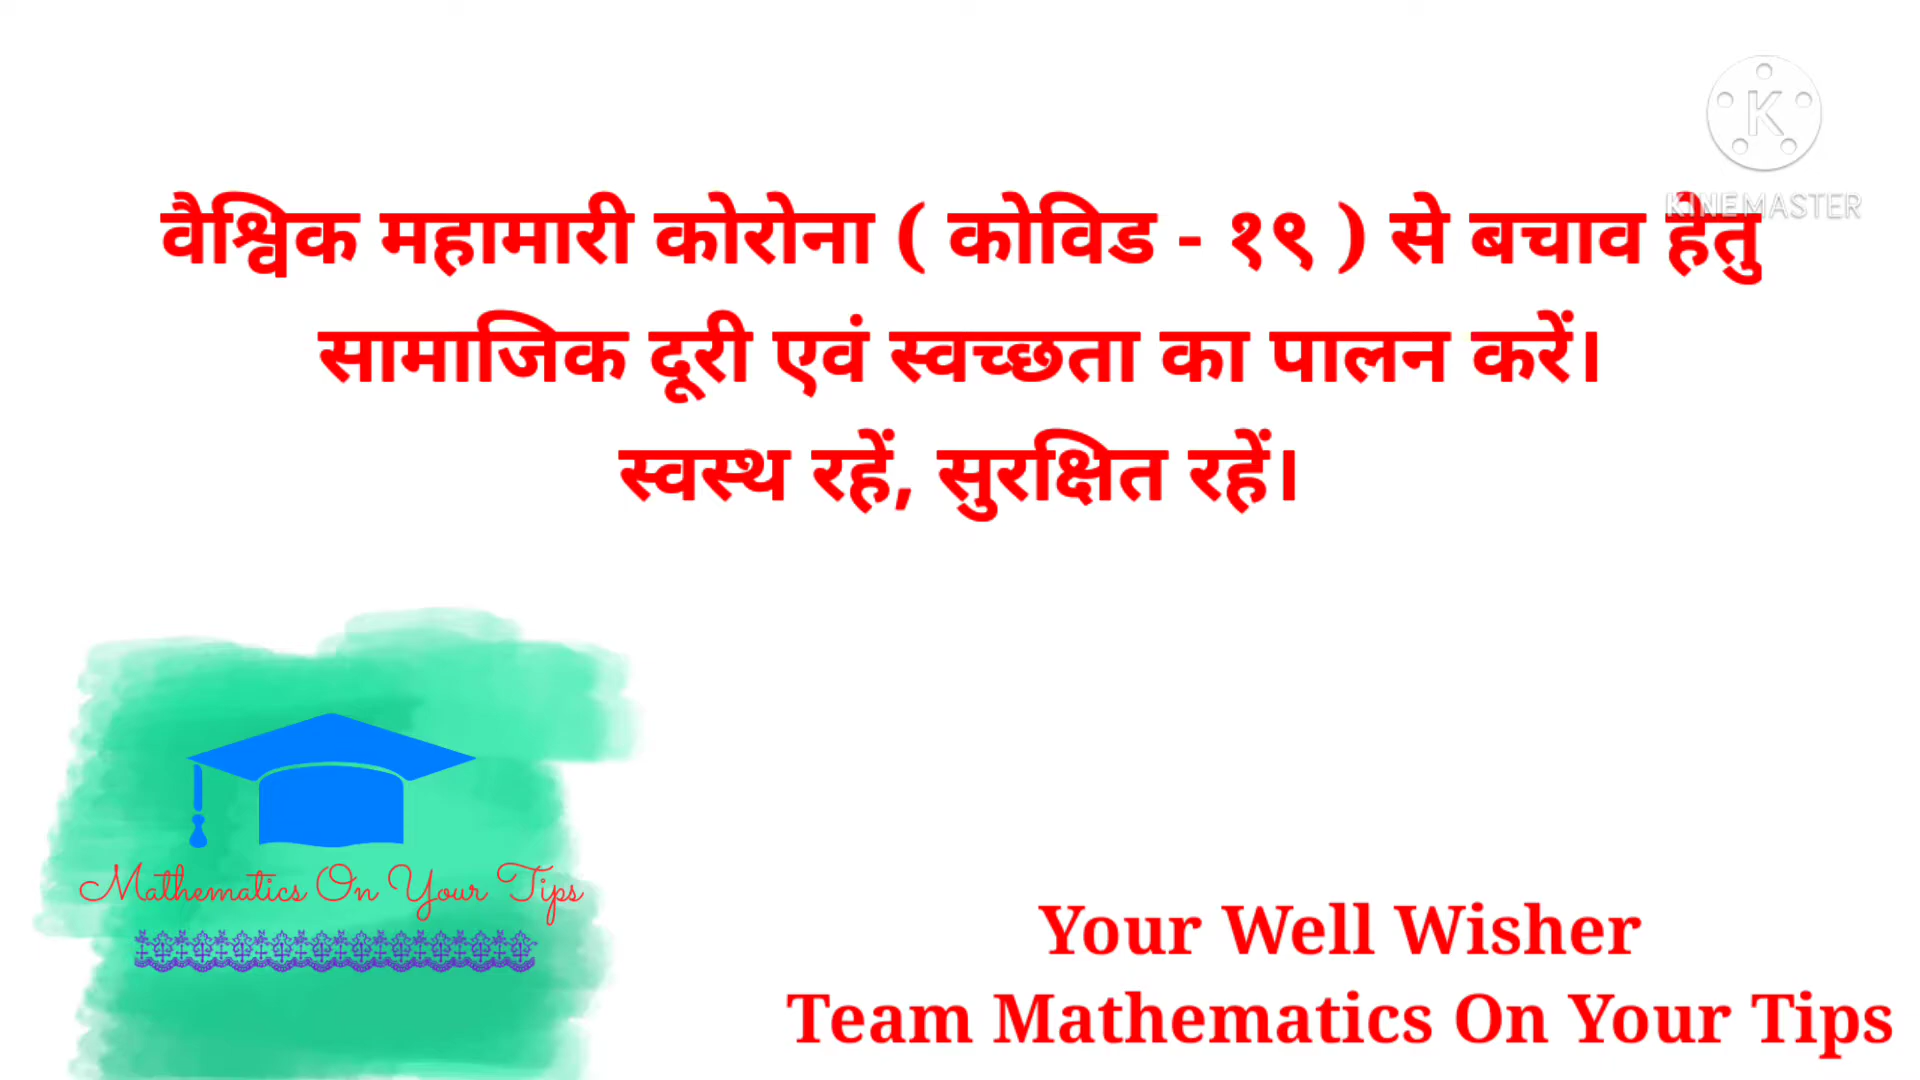 KINEMASTER
वैश्विक महामारी कोरोना ( कोविड - १९ ) से बचाव हेतु
सामाजिक दूरी एवं स्वच्छता का पालन करें।
स्वस्थ रहें, सुरक्षित रहें।
Mathematics On Your Tips
Your Well Wisher
Team Mathematics On Your Tips